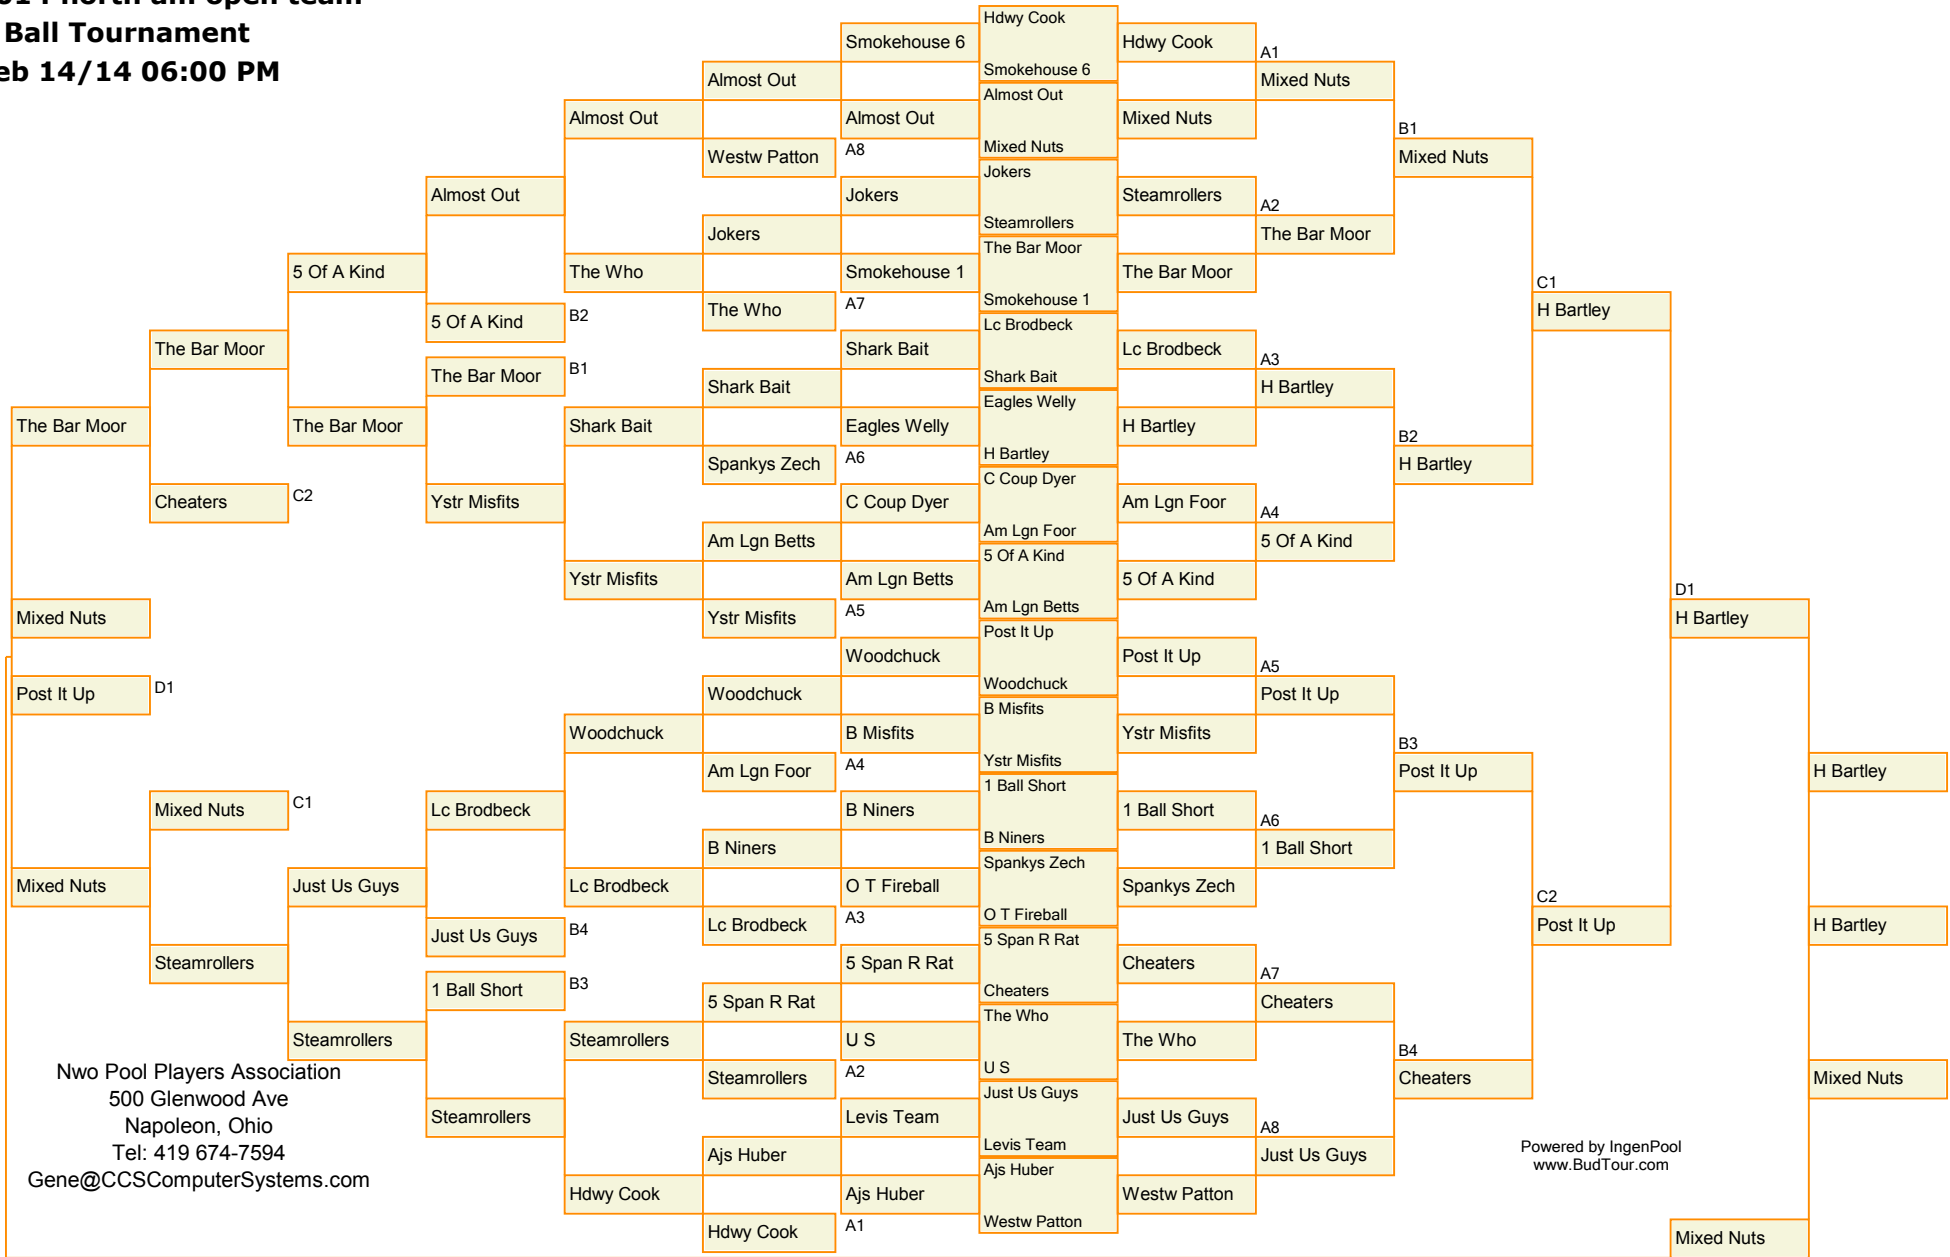 north am open team
Ball Tournament
14/14 06:00 PM
The Bar Moor
Mixed Nuts
Post It Up
D1
Mixed Nuts
The Bar Moor
Cheaters
C2
Mixed Nuts
C1
Steamrollers
5 Of A Kind
The Bar Moor
Just Us Guys
Steamrollers
Almost Out
5 Of A Kind
B2
The Bar Moor
B1
Ystr Misfits
Lc Brodbeck
Just Us Guys
B4
1 Ball Short
B3
Steamrollers
Almost Out
The Who
Shark Bait
Ystr Misfits
Woodchuck
Lc Brodbeck
Steamrollers
Hdwy Cook
Almost Out
Westw Patton
A8
Jokers
The Who
A7
Shark Bait
Spankys Zech
A6
Am Lgn Betts
Ystr Misfits
A5
Woodchuck
Am Lgn Foor
A4
B Niners
Lc Brodbeck
A3
5 Span R Rat
Steamrollers
A2
Ajs Huber
Hdwy Cook
A1
Smokehouse 6
Almost Out
Jokers
Smokehouse 1
Shark Bait
Eagles Welly
C Coup Dyer
Am Lgn Betts
Woodchuck
B Misfits
B Niners
O T Fireball
5 Span R Rat
U S
Levis Team
Ajs Huber
Hdwy Cook
Smokehouse 6
Almost Out
Mixed Nuts
Jokers
Steamrollers
The Bar Moor
Smokehouse 1
Lc Brodbeck
Shark Bait
Eagles Welly
H Bartley
C Coup Dyer
Am Lgn Foor
5 Of A Kind
Am Lgn Betts
Post It Up
Woodchuck
B Misfits
Ystr Misfits
1 Ball Short
B Niners
Spankys Zech
O T Fireball
5 Span R Rat
Cheaters
The Who
U S
Just Us Guys
Levis Team
Ajs Huber
Westw Patton
Hdwy Cook
Mixed Nuts
Steamrollers
The Bar Moor
Lc Brodbeck
H Bartley
Am Lgn Foor
5 Of A Kind
Post It Up
Ystr Misfits
1 Ball Short
Spankys Zech
Cheaters
The Who
Just Us Guys
Westw Patton
A1
Mixed Nuts
A2
The Bar Moor
A3
H Bartley
A4
5 Of A Kind
A5
Post It Up
A6
1 Ball Short
A7
Cheaters
A8
Just Us Guys
B1
Mixed Nuts
B2
H Bartley
B3
Post It Up
B4
Cheaters
C1
H Bartley
C2
Post It Up
D1
H Bartley
Mixed Nuts
H Bartley
H Bartley
Mixed Nuts
Nwo Pool Players Association
500 Glenwood Ave
Napoleon, Ohio
Tel: 419 674-7594
Gene@CCSComputerSystems.com
Powered by IngenPool
www.BudTour.com